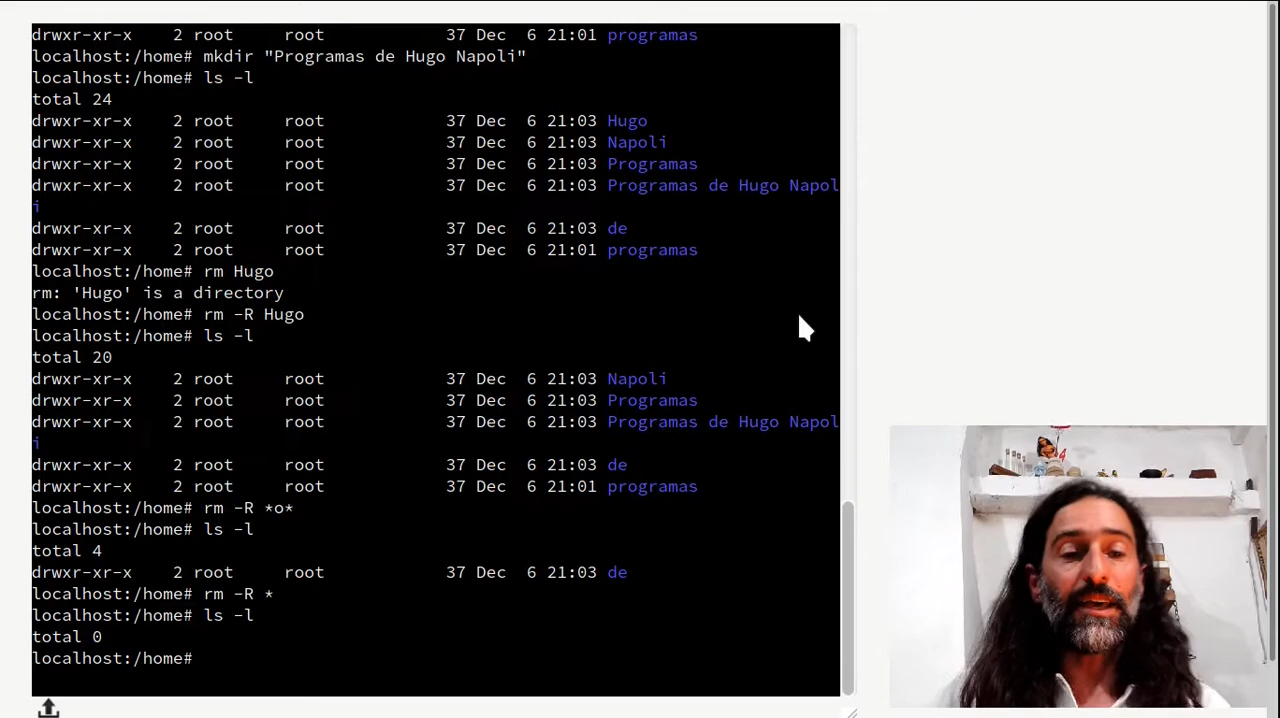 drwxr-xr-x    2 root     root            37 Dec  6 21:01 programas
localhost:/home# mkdir "Programas de Hugo Napoli"
localhost:/home# ls -l
total 24
drwxr-xr-x    2 root     root            37 Dec  6 21:03 Hugo
drwxr-xr-x    2 root     root            37 Dec  6 21:03 Napoli
drwxr-xr-x    2 root     root            37 Dec  6 21:03 Programas
drwxr-xr-x    2 root     root            37 Dec  6 21:03 Programas de Hugo Napol
i
drwxr-xr-x    2 root     root            37 Dec  6 21:03 de
drwxr-xr-x    2 root     root            37 Dec  6 21:01 programas
localhost:/home# rm Hugo
rm: 'Hugo' is a directory
localhost:/home# rm -R Hugo
localhost:/home# ls -l
total 20
drwxr-xr-x    2 root     root            37 Dec  6 21:03 Napoli
drwxr-xr-x    2 root     root            37 Dec  6 21:03 Programas
drwxr-xr-x    2 root     root            37 Dec  6 21:03 Programas de Hugo Napol
i
drwxr-xr-x    2 root     root            37 Dec  6 21:03 de
drwxr-xr-x    2 root     root            37 Dec  6 21:01 programas
localhost:/home# rm -R *o*
localhost:/home# ls -l
total 4
drwxr-xr-x    2 root     root            37 Dec  6 21:03 de
localhost:/home# rm -R *
localhost:/home# ls -l
total 0
localhost:/home#